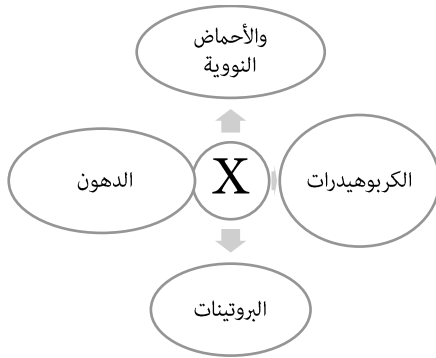 والأحماض
النووية
الكربوهيدرات
X
الدهون
البروتينات